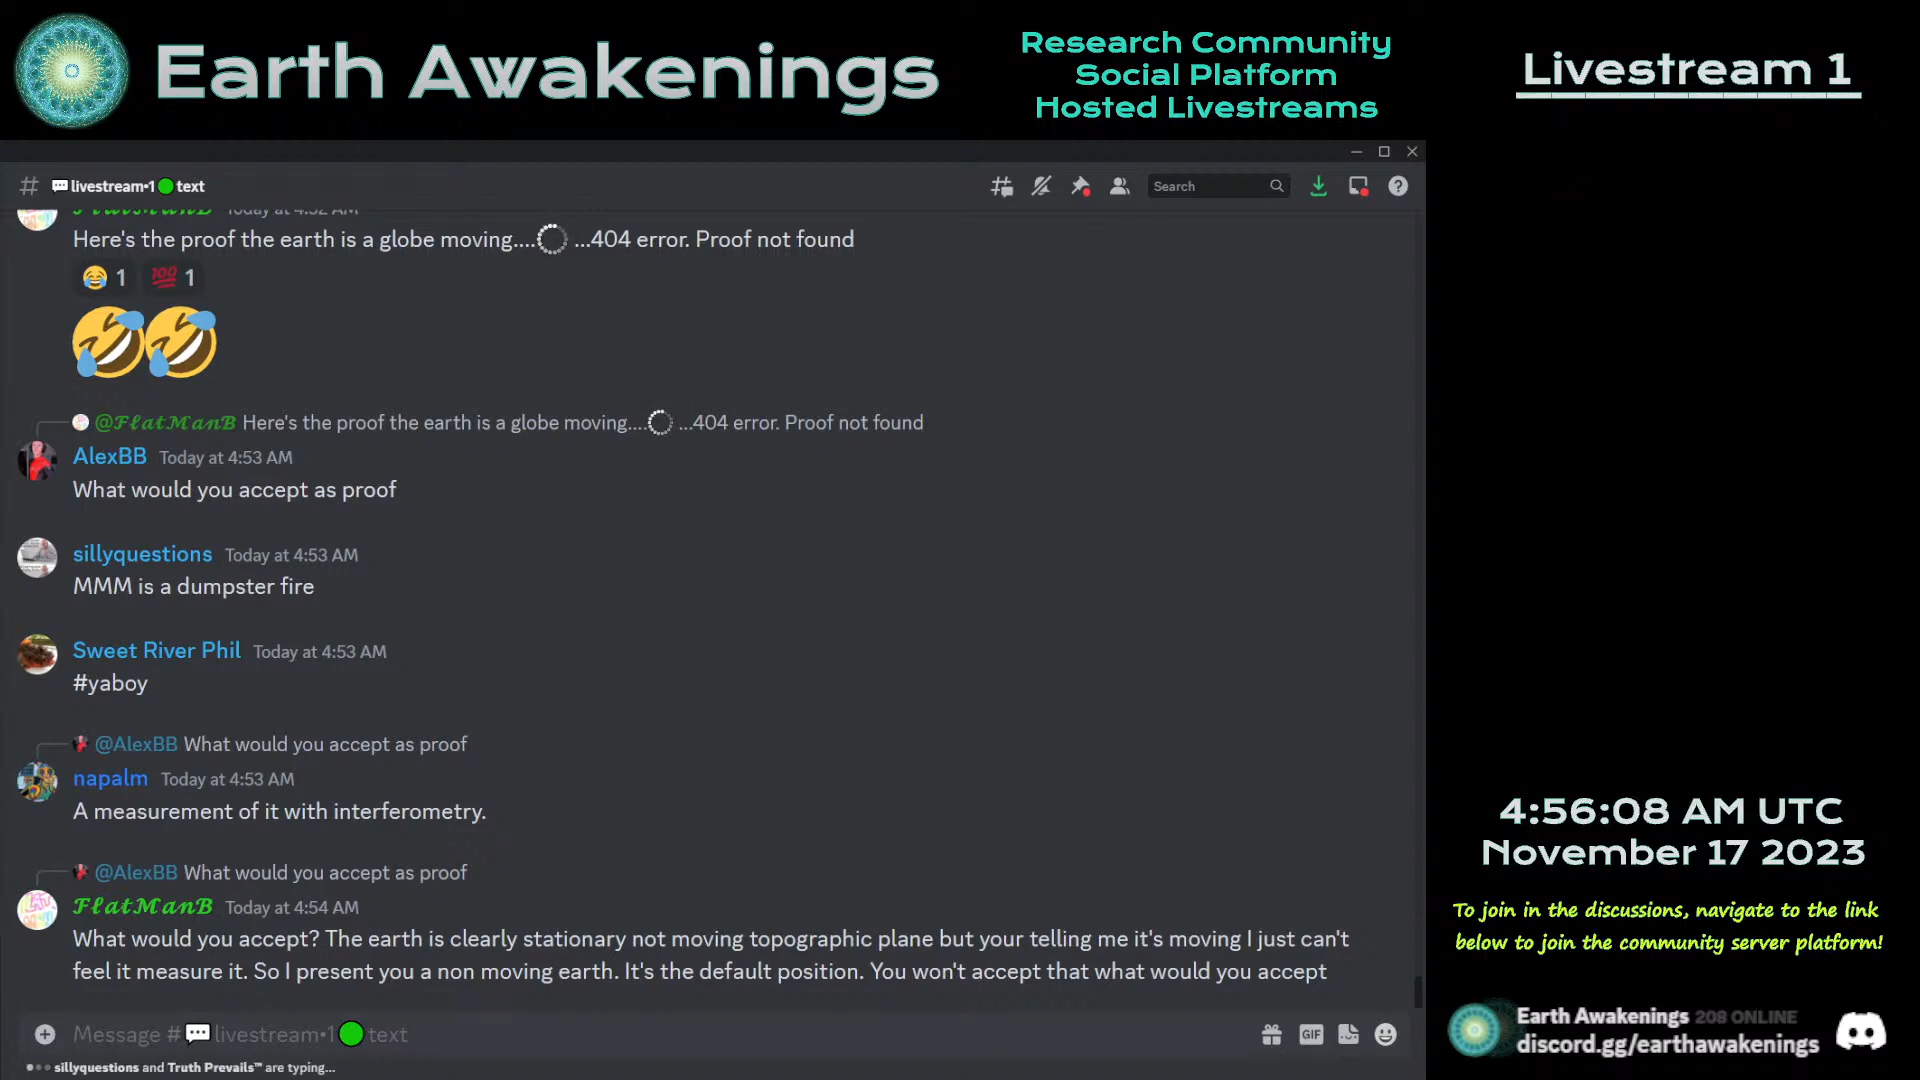 Earth Awakenings
Research Community
Social Platform
Hosted Livestreams
Livestream 1
livestream•1 text
Search
FlatManB Today at 4:52 AM
Here's the proof the earth is a globe moving.... ...404 error. Proof not found
😂 1 💯 1
@FlatManB Here's the proof the earth is a globe moving.... ...404 error. Proof not found
AlexBB Today at 4:53 AM
What would you accept as proof
sillyquestions Today at 4:53 AM
MMM is a dumpster fire
Sweet River Phil Today at 4:53 AM
#yaboy
@AlexBB What would you accept as proof
napalm Today at 4:53 AM
A measurement of it with interferometry.
@AlexBB What would you accept as proof
FlatManB Today at 4:54 AM
What would you accept? The earth is clearly stationary not moving topographic plane but your telling me it's moving I just can't
feel it measure it. So I present you a non moving earth. It's the default position. You won't accept that what would you accept
Message # livestream•1 text
GIF
sillyquestions and Truth Prevails™ are typing...
4:56:08 AM UTC
November 17 2023
To join in the discussions, navigate to the link
below to join the community server platform!
Earth Awakenings 208 ONLINE
discord.gg/earthawakenings